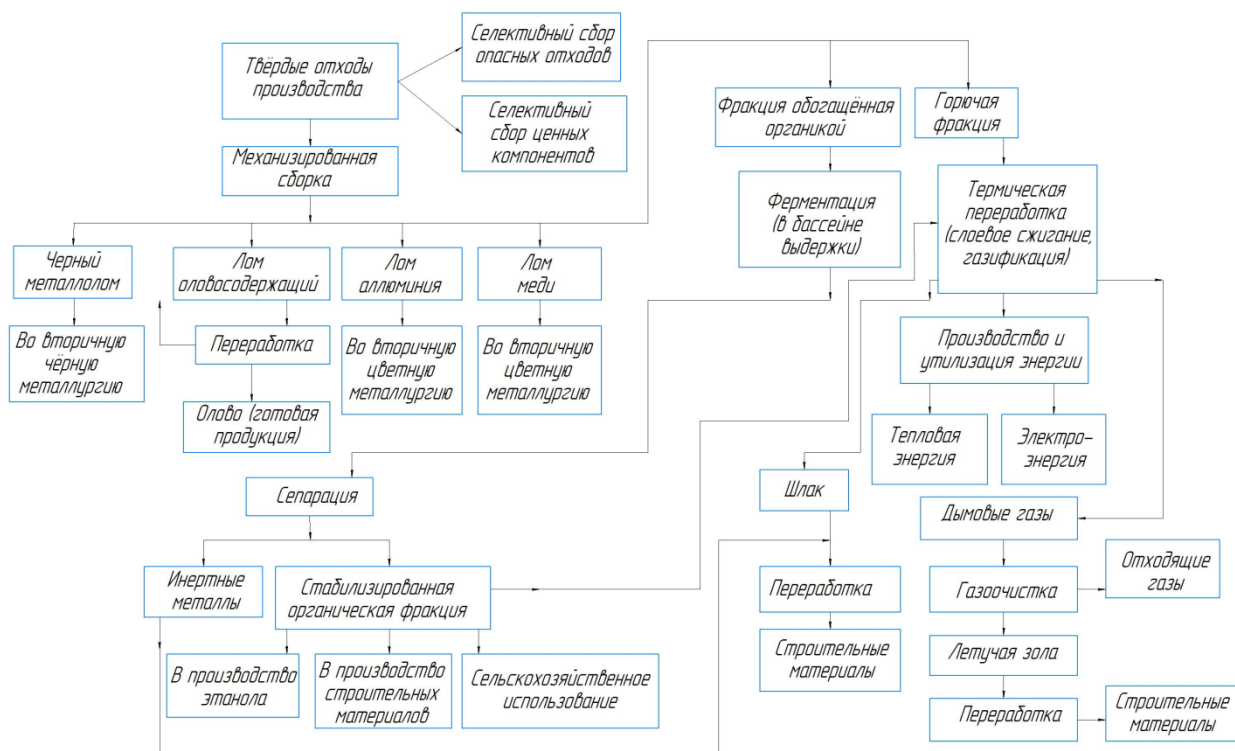 Твёрдые отходы
производства
Селективный сбор
опасных отходов
Селективный
сбор ценных
компонентов
Механизированная
сборка
Фракция обогащённая
органикой
Горючая
фракция
Ферментация
(в бассейне
выдержки)
Термическая
переработка
(слоевое сжигание,
газификация)
Черный
металлолом
Лом
оловосодержащий
Лом
аллюминия
Лом
меди
Во вторичную
чёрную
металлургию
Переработка
Во вторичную
цветную
металлургию
Во вторичную
цветную
металлургию
Олово (готовая
продукция)
Производство и
утилизация энергии
Тепловая
энергия
Электро-
энергия
Сепарация
Шлак
Дымовые газы
Инертные
металлы
Стабилизированная
органическая фракция
Переработка
Газоочистка
Отходящие
газы
В производство
этанола
В производство
строительных
материалов
Сельскохозяйственное
использование
Строительные
материалы
Летучая зола
Переработка
Строительные
материалы